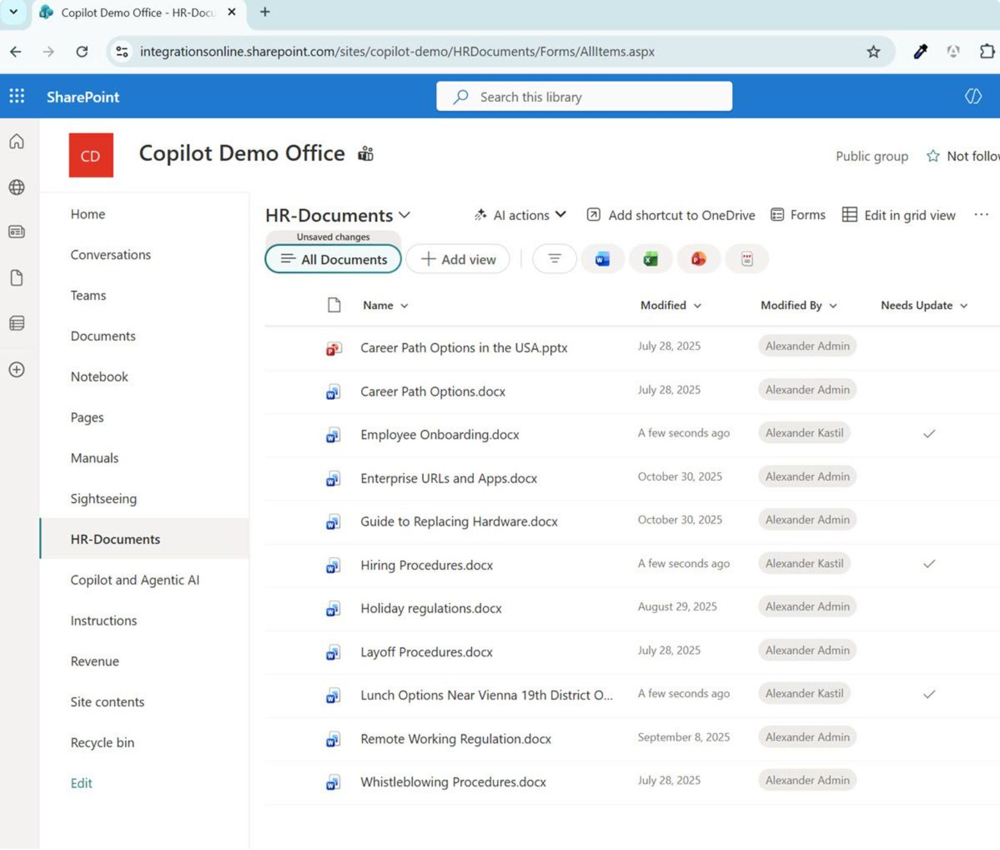 Copilot Demo Office - HR-Docu
integrationsonline.sharepoint.com/sites/copilot-demo/HRDocuments/Forms/AllItems.aspx
SharePoint
Search this library
CD
Copilot Demo Office
Public group
Not follow
Home
Conversations
Teams
Documents
Notebook
Pages
Manuals
Sightseeing
HR-Documents
Copilot and Agentic AI
Instructions
Revenue
Site contents
Recycle bin
Edit
HR-Documents
AI actions
Add shortcut to OneDrive
Forms
Edit in grid view
Unsaved changes
All Documents
Add view
Name Modified Modified By Needs Update
Career Path Options in the USA.pptx July 28, 2025 Alexander Admin
Career Path Options.docx July 28, 2025 Alexander Admin
Employee Onboarding.docx A few seconds ago Alexander Kastil
Enterprise URLs and Apps.docx October 30, 2025 Alexander Admin
Guide to Replacing Hardware.docx October 30, 2025 Alexander Admin
Hiring Procedures.docx A few seconds ago Alexander Kastil
Holiday regulations.docx August 29, 2025 Alexander Admin
Layoff Procedures.docx July 28, 2025 Alexander Admin
Lunch Options Near Vienna 19th District O... A few seconds ago Alexander Kastil
Remote Working Regulation.docx September 8, 2025 Alexander Admin
Whistleblowing Procedures.docx July 28, 2025 Alexander Admin